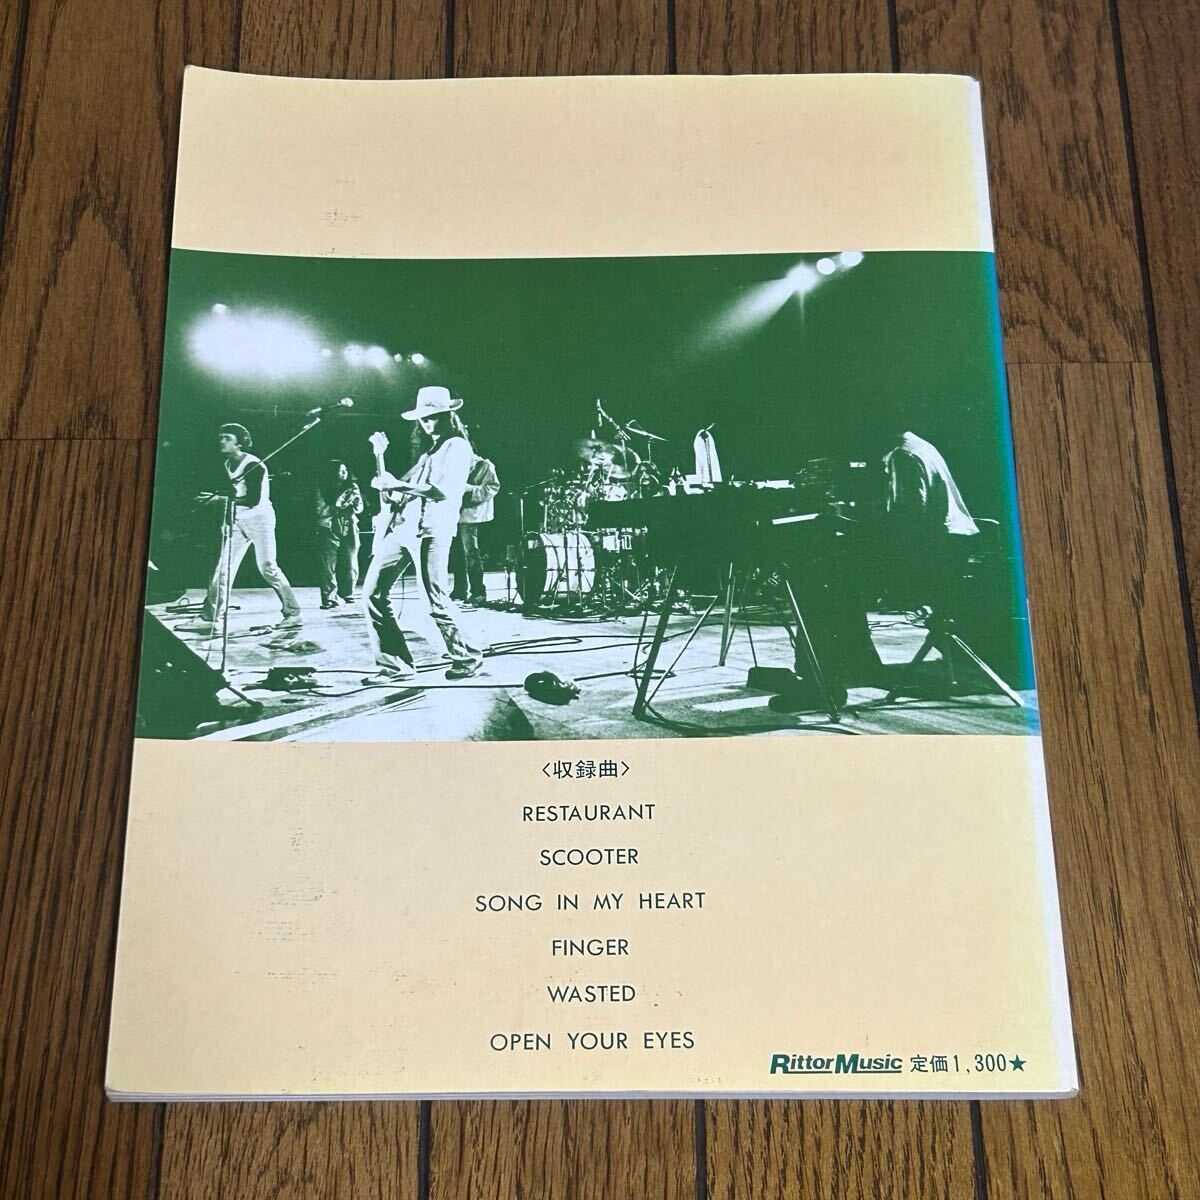 〈収録曲〉
RESTAURANT
SCOOTER
SONG IN MY HEART
FINGER
WASTED
OPEN YOUR EYES
RittorMusic 定価1,300★